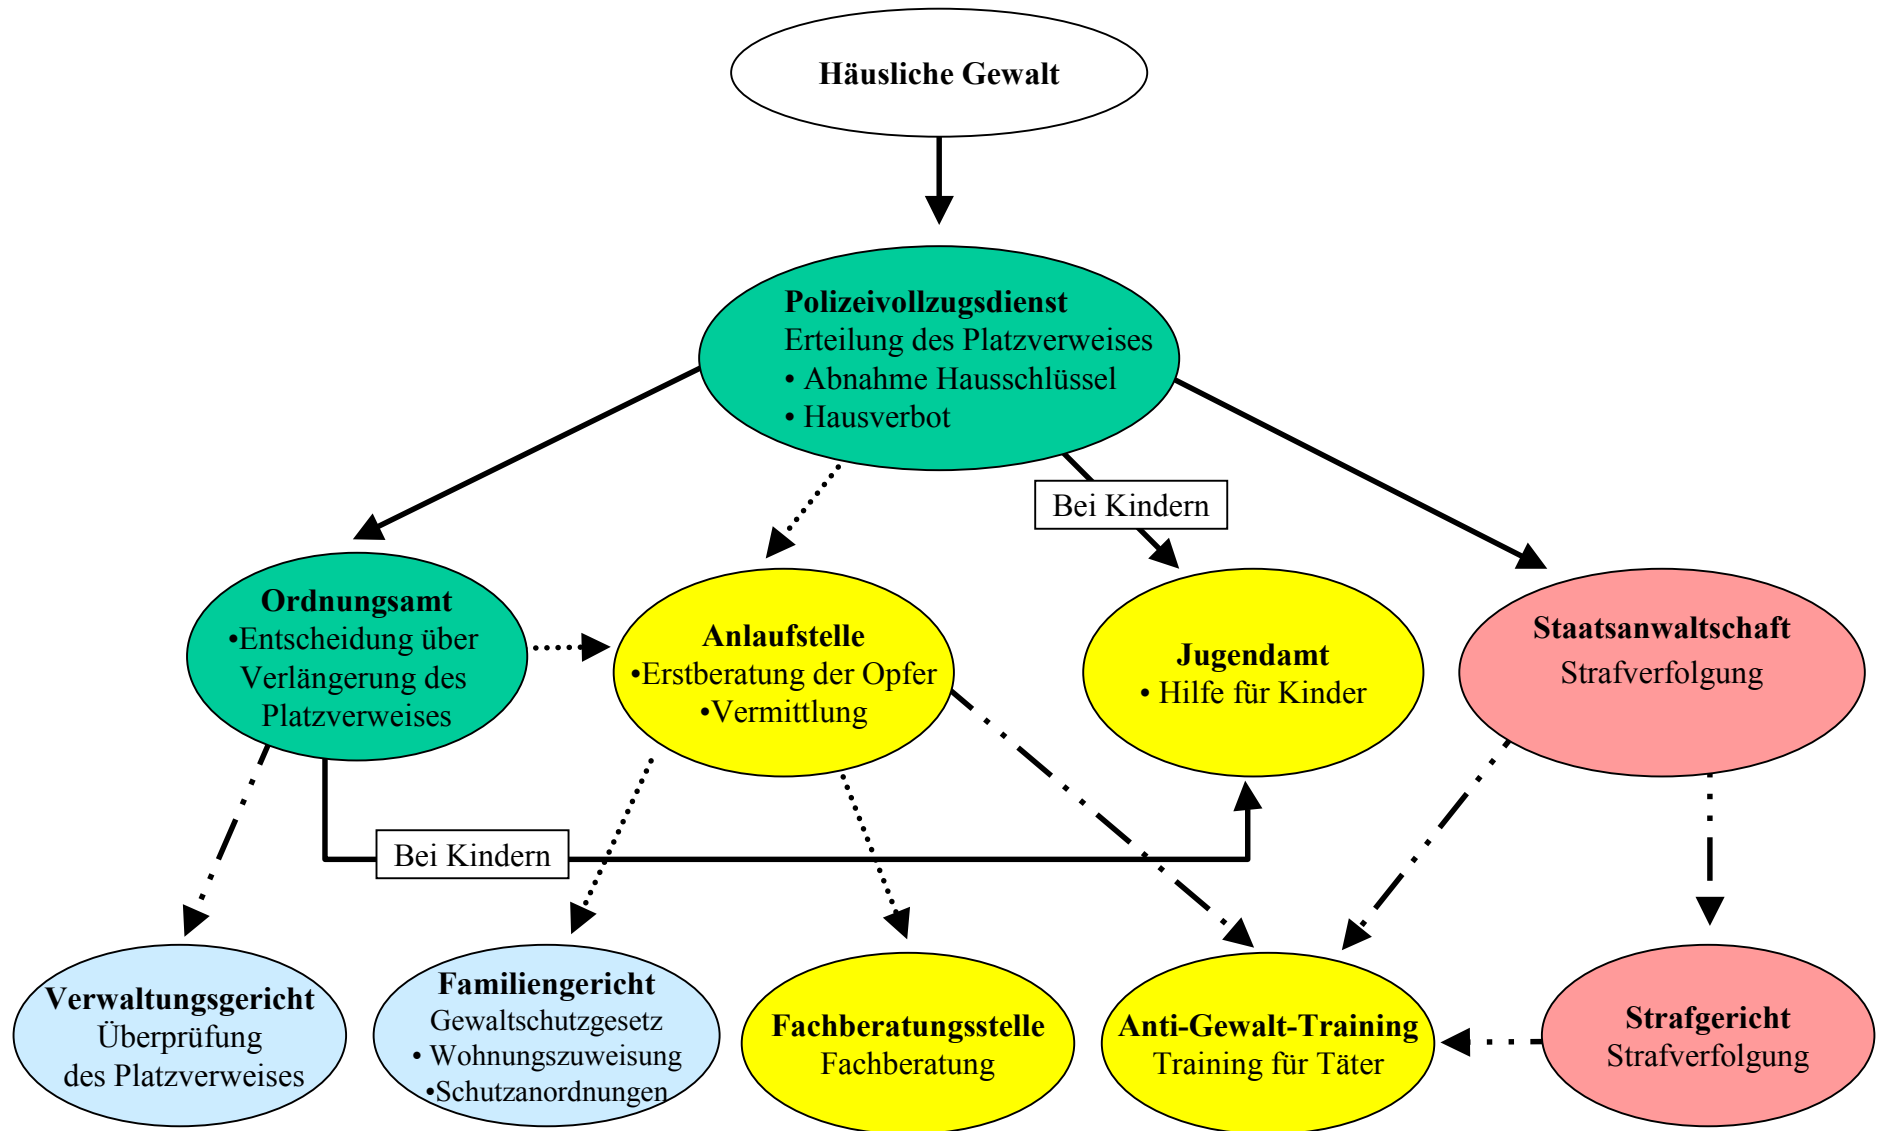 Häusliche Gewalt
Polizeivollzugsdienst
Erteilung des Platzverweises
• Abnahme Hausschlüssel
• Hausverbot
Bei Kindern
Ordnungsamt
•Entscheidung über
Verlängerung des
Platzverweises
Anlaufstelle
•Erstberatung der Opfer
•Vermittlung
Jugendamt
• Hilfe für Kinder
Staatsanwaltschaft
Strafverfolgung
Bei Kindern
Verwaltungsgericht
Überprüfung
des Platzverweises
Familiengericht
Gewaltschutzgesetz
• Wohnungszuweisung
•Schutzanordnungen
Fachberatungsstelle
Fachberatung
Anti-Gewalt-Training
Training für Täter
Strafgericht
Strafverfolgung